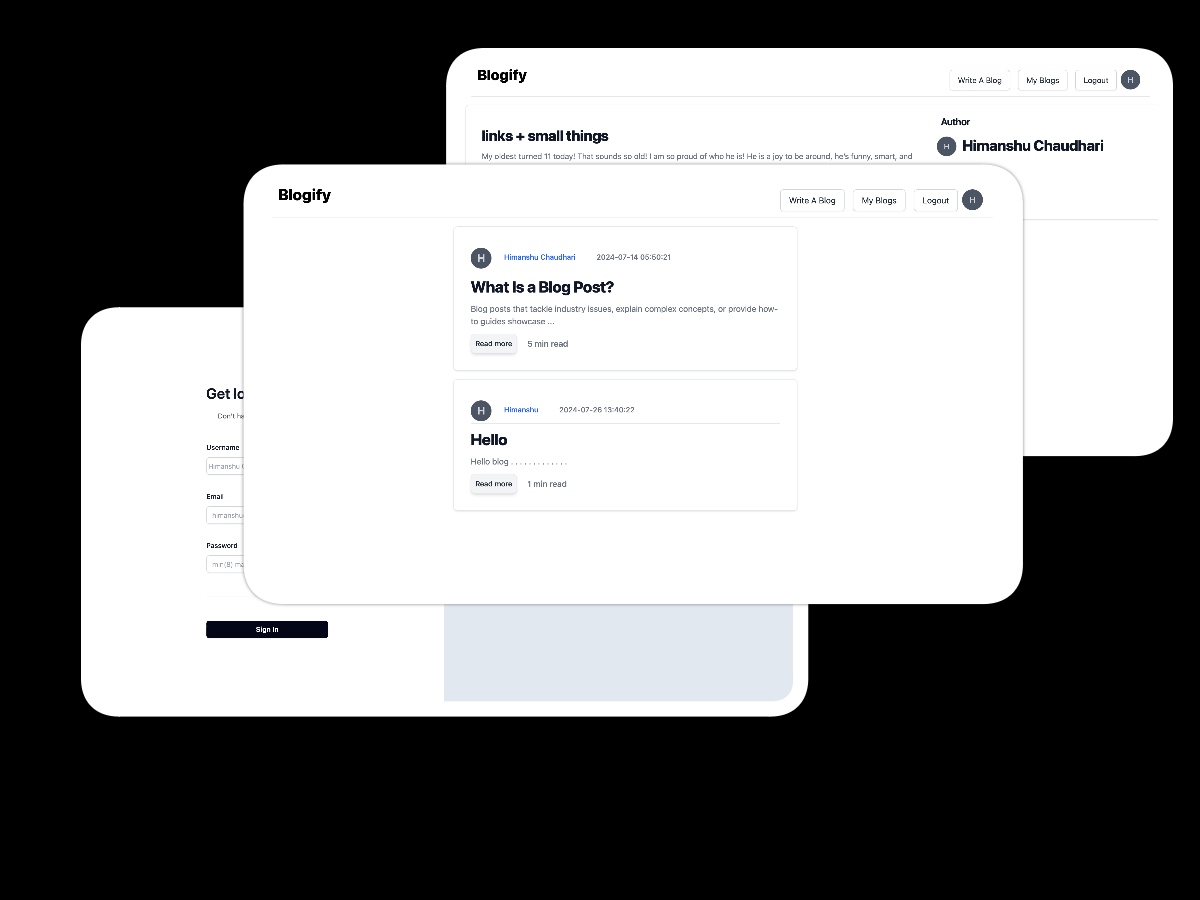 Blogify
Write A Blog
My Blogs
Logout
H
links + small things
My oldest turned 11 today! That sounds so old! I am so proud of who he is! He is a joy to be around, he's funny, smart, and
Author
H
Himanshu Chaudhari
Blogify
Write A Blog
My Blogs
Logout
H
H
Himanshu Chaudhari
2024-07-14 05:50:21
What Is a Blog Post?
Blog posts that tackle industry issues, explain complex concepts, or provide how-
to guides showcase ...
Read more
5 min read
H
Himanshu
2024-07-26 13:40:22
Hello
Hello blog . . . . . . . . . . . . .
Read more
1 min read
Get lo
Don't ha
Username
Himanshu
Email
himanshu
Password
min(8) ma
Sign In